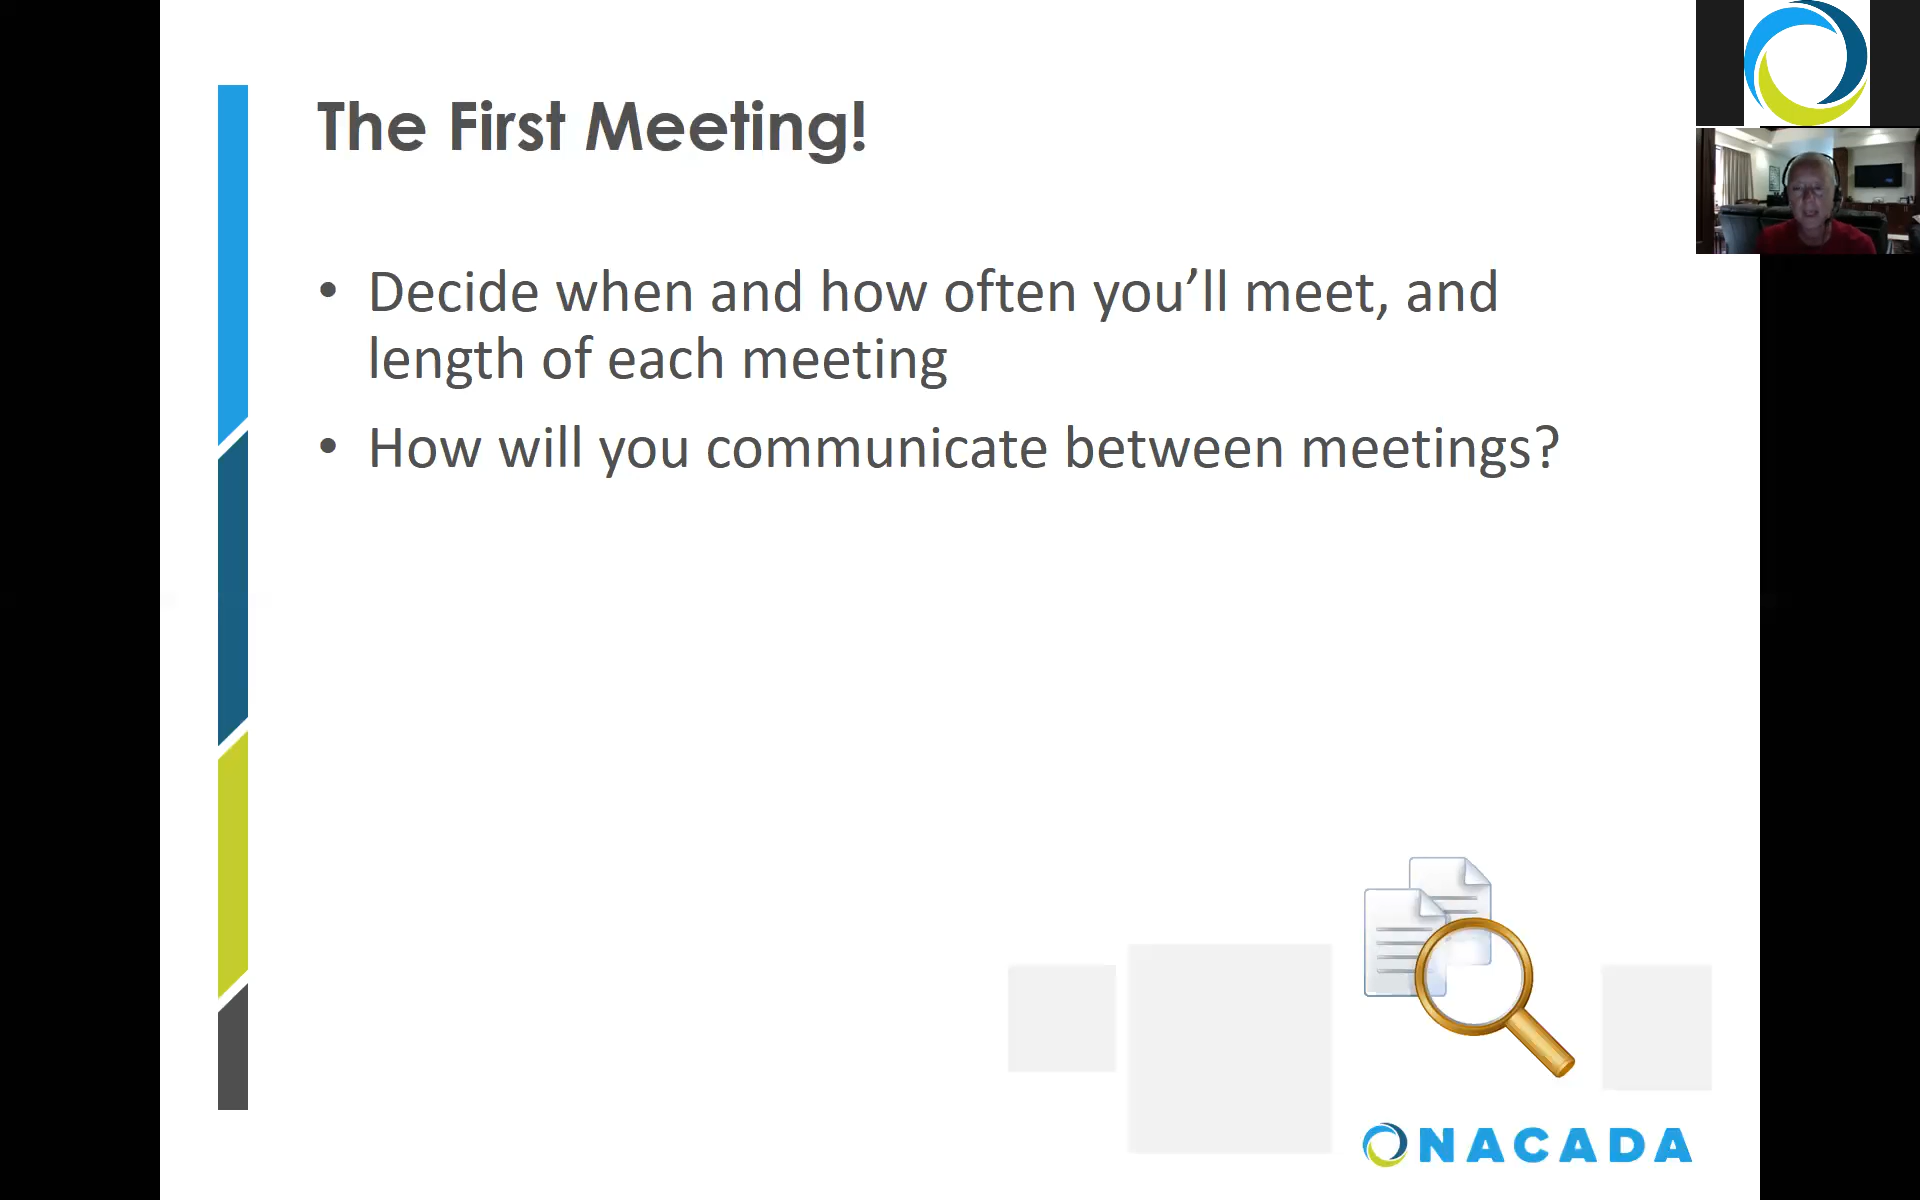 The First Meeting!
• Decide when and how often you’ll meet, and
length of each meeting
• How will you communicate between meetings?
NACADA